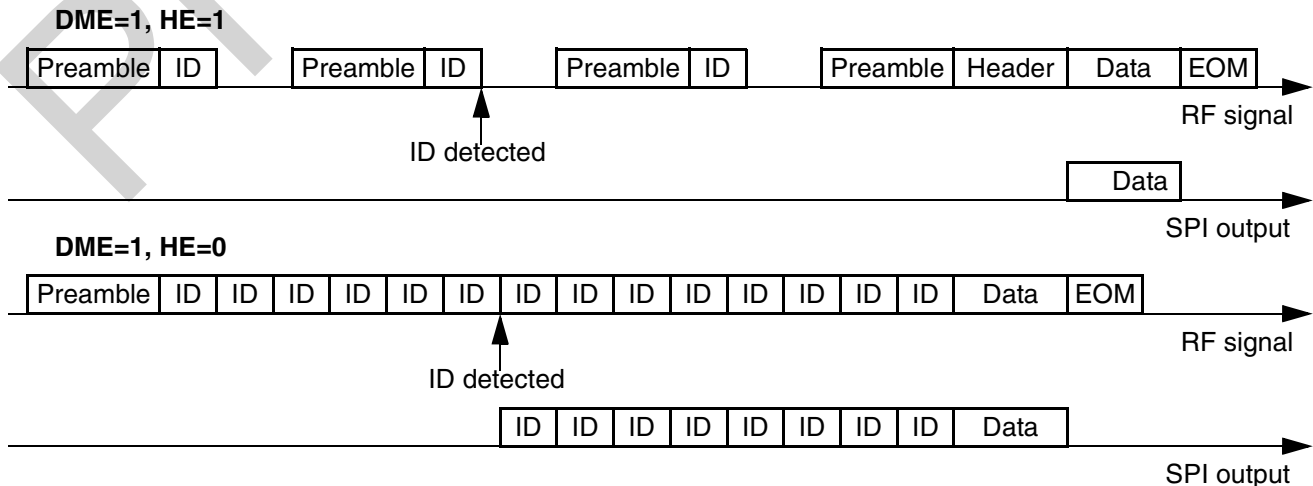 DME=1, HE=1
Preamble ID Preamble ID Preamble ID Preamble Header Data EOM
RF signal
ID detected
Data
SPI output
DME=1, HE=0
Preamble ID ID ID ID ID ID ID ID ID ID ID ID ID ID Data EOM
RF signal
ID detected
ID ID ID ID ID ID ID ID Data
SPI output